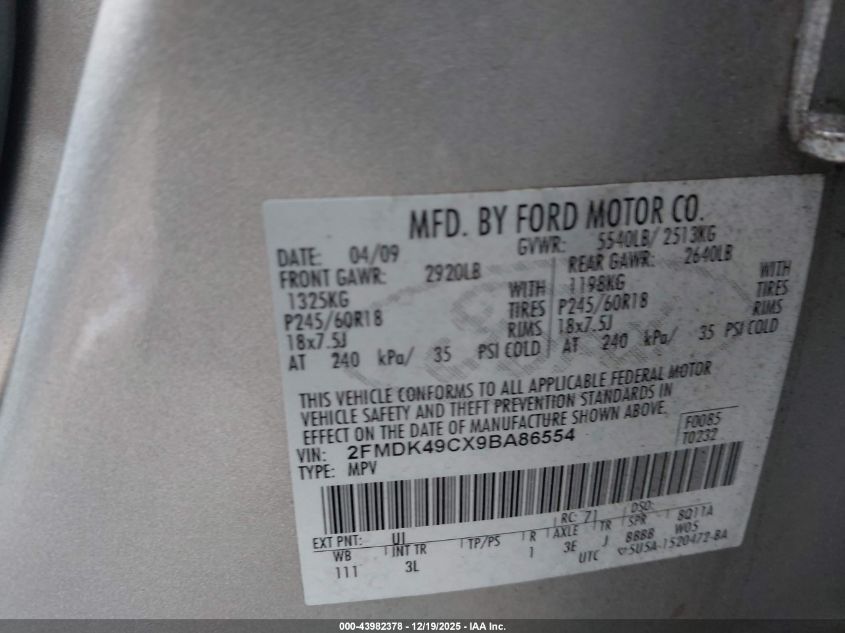 MFD. BY FORD MOTOR CO.
DATE: 04/09 GVWR: 5540LB/ 2513KG
FRONT GAWR: 2920LB REAR GAWR: 2640LB
1325KG WITH 1198KG WITH
P245/60R18 TIRES P245/60R18 TIRES
18x7.5J RIMS 18x7.5J RIMS
AT 240 kPa/ 35 PSI COLD AT 240 kPa/ 35 PSI COLD
THIS VEHICLE CONFORMS TO ALL APPLICABLE FEDERAL MOTOR
VEHICLE SAFETY AND THEFT PREVENTION STANDARDS IN
EFFECT ON THE DATE OF MANUFACTURE SHOWN ABOVE.
F0085
VIN: 2FMDK49CX9BA86554 T0232
TYPE: MPV
EXT PNT: UI RC: 71 DSO:
WB INT TR TP/PS R AXLE TR SPR 8Q11A
111 3L 1 3E J BBBB W05
UTC 5U5A-1520472-BA
000-43982378 - 12/19/2025 - IAA Inc.